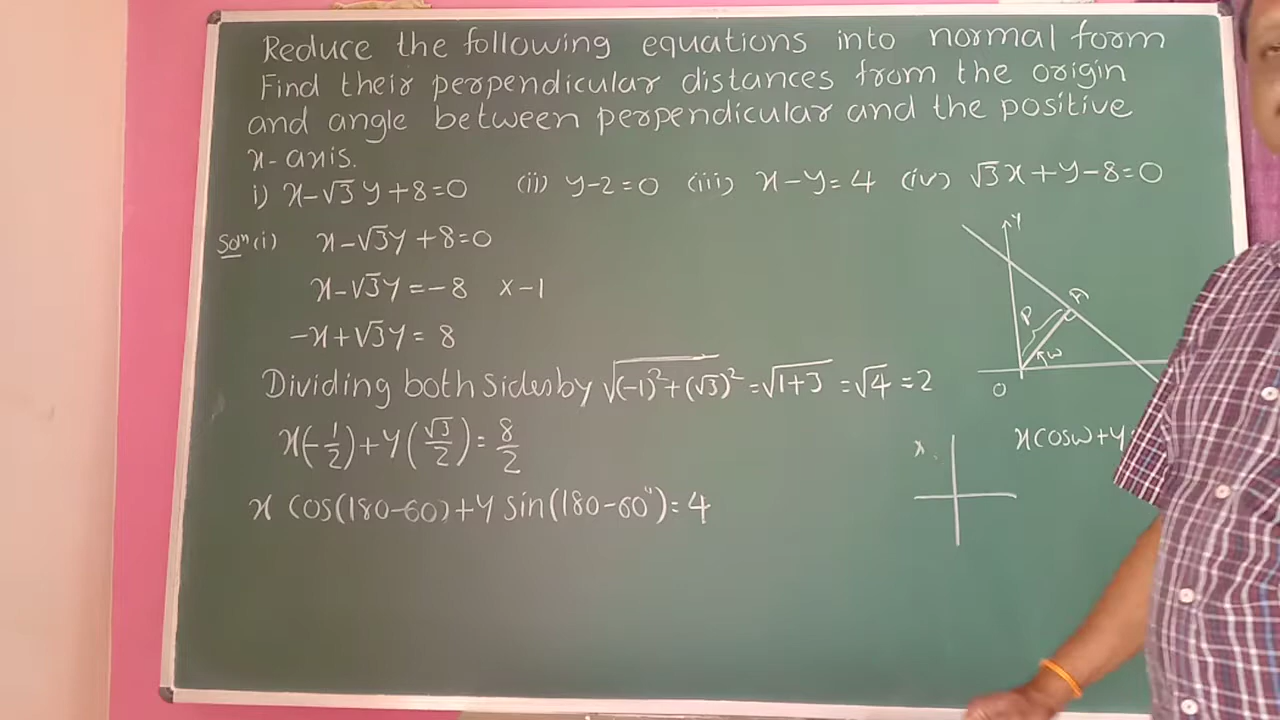 Reduce the following equations into normal form
Find their perpendicular distances from the origin
and angle between perpendicular and the positive
x-axis.
i) x-√3y+8=0 (ii) y-2=0 (iii) x-y=4 (iv) √3x+y-8=0
Soln (i) x-√3y+8=0
x-√3y=-8 x-1
-x+√3y=8
Dividing both sides by √(-1)²+(√3)² =√1+3 =√4 =2
x(-1/2)+y(√3/2)=8/2
x cos(180-60)+y sin(180-60°)=4
Y
P
ω
O
x cosω+y
x